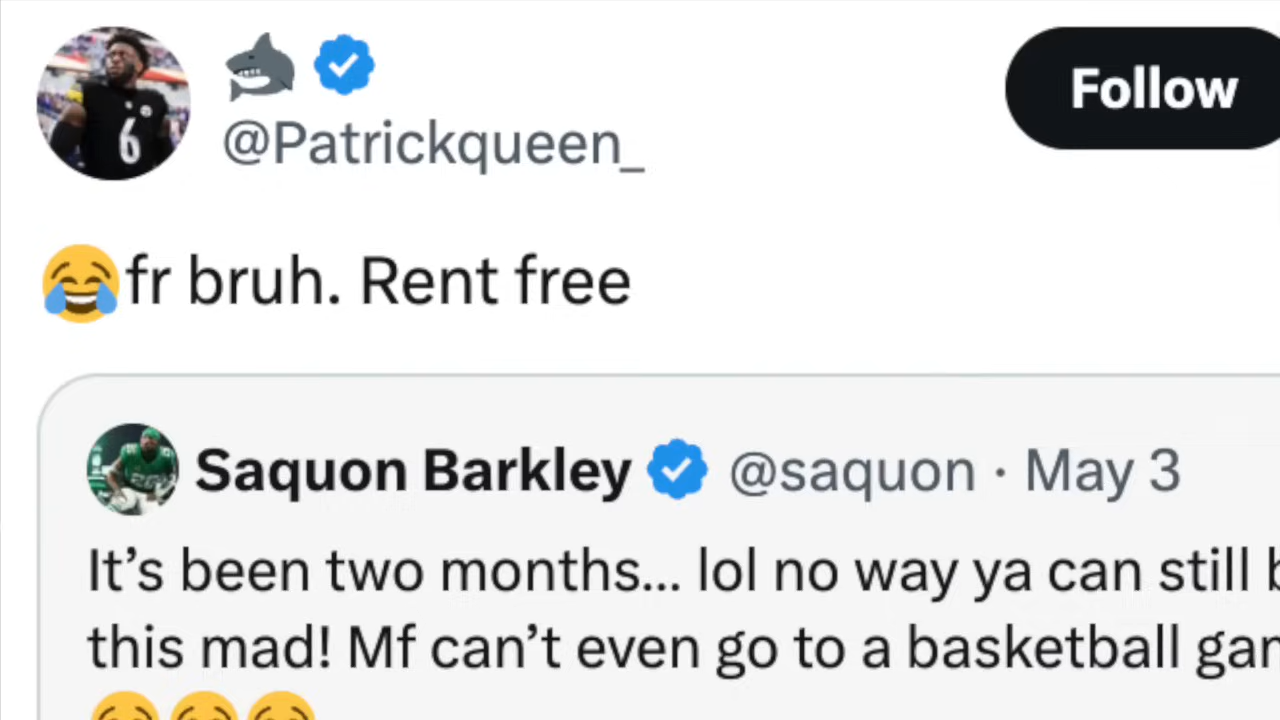 Follow
@Patrickqueen_
😂fr bruh. Rent free
Saquon Barkley @saquon · May 3
It’s been two months... lol no way ya can still
this mad! Mf can’t even go to a basketball
6